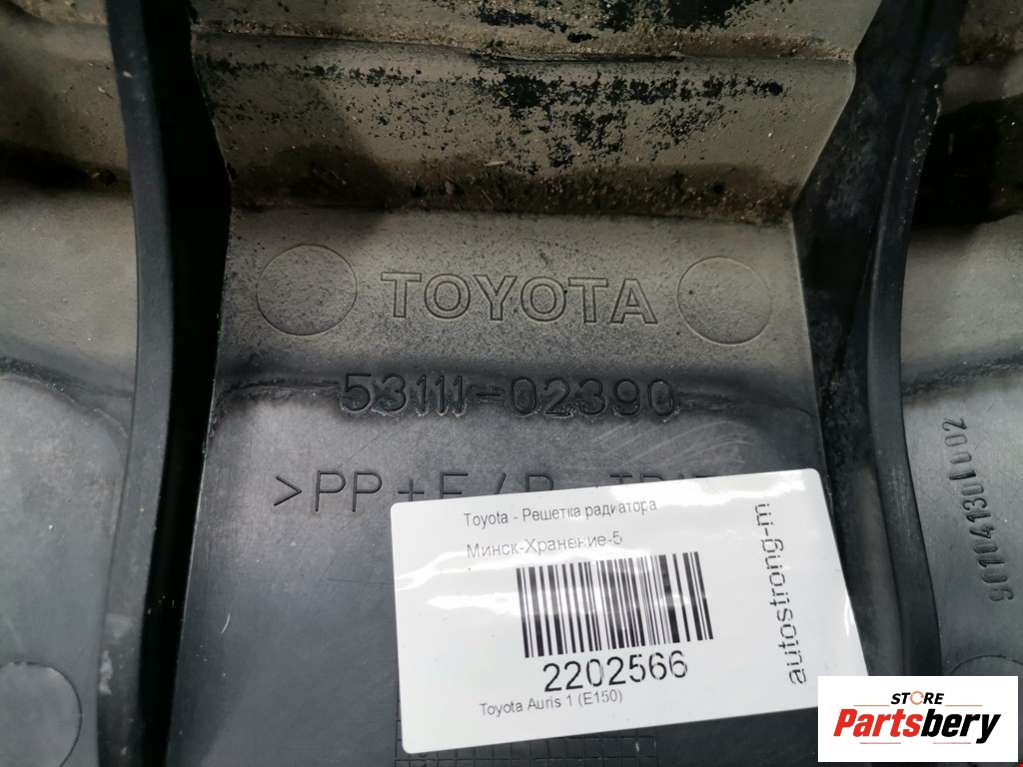 TOYOTA
53111-02390
>PP+E/P
Toyota - Решетка радиатора
Минск-Хранение-5
2202566
Toyota Auris 1 (E150)
autostrong-m
STORE
Partsbery